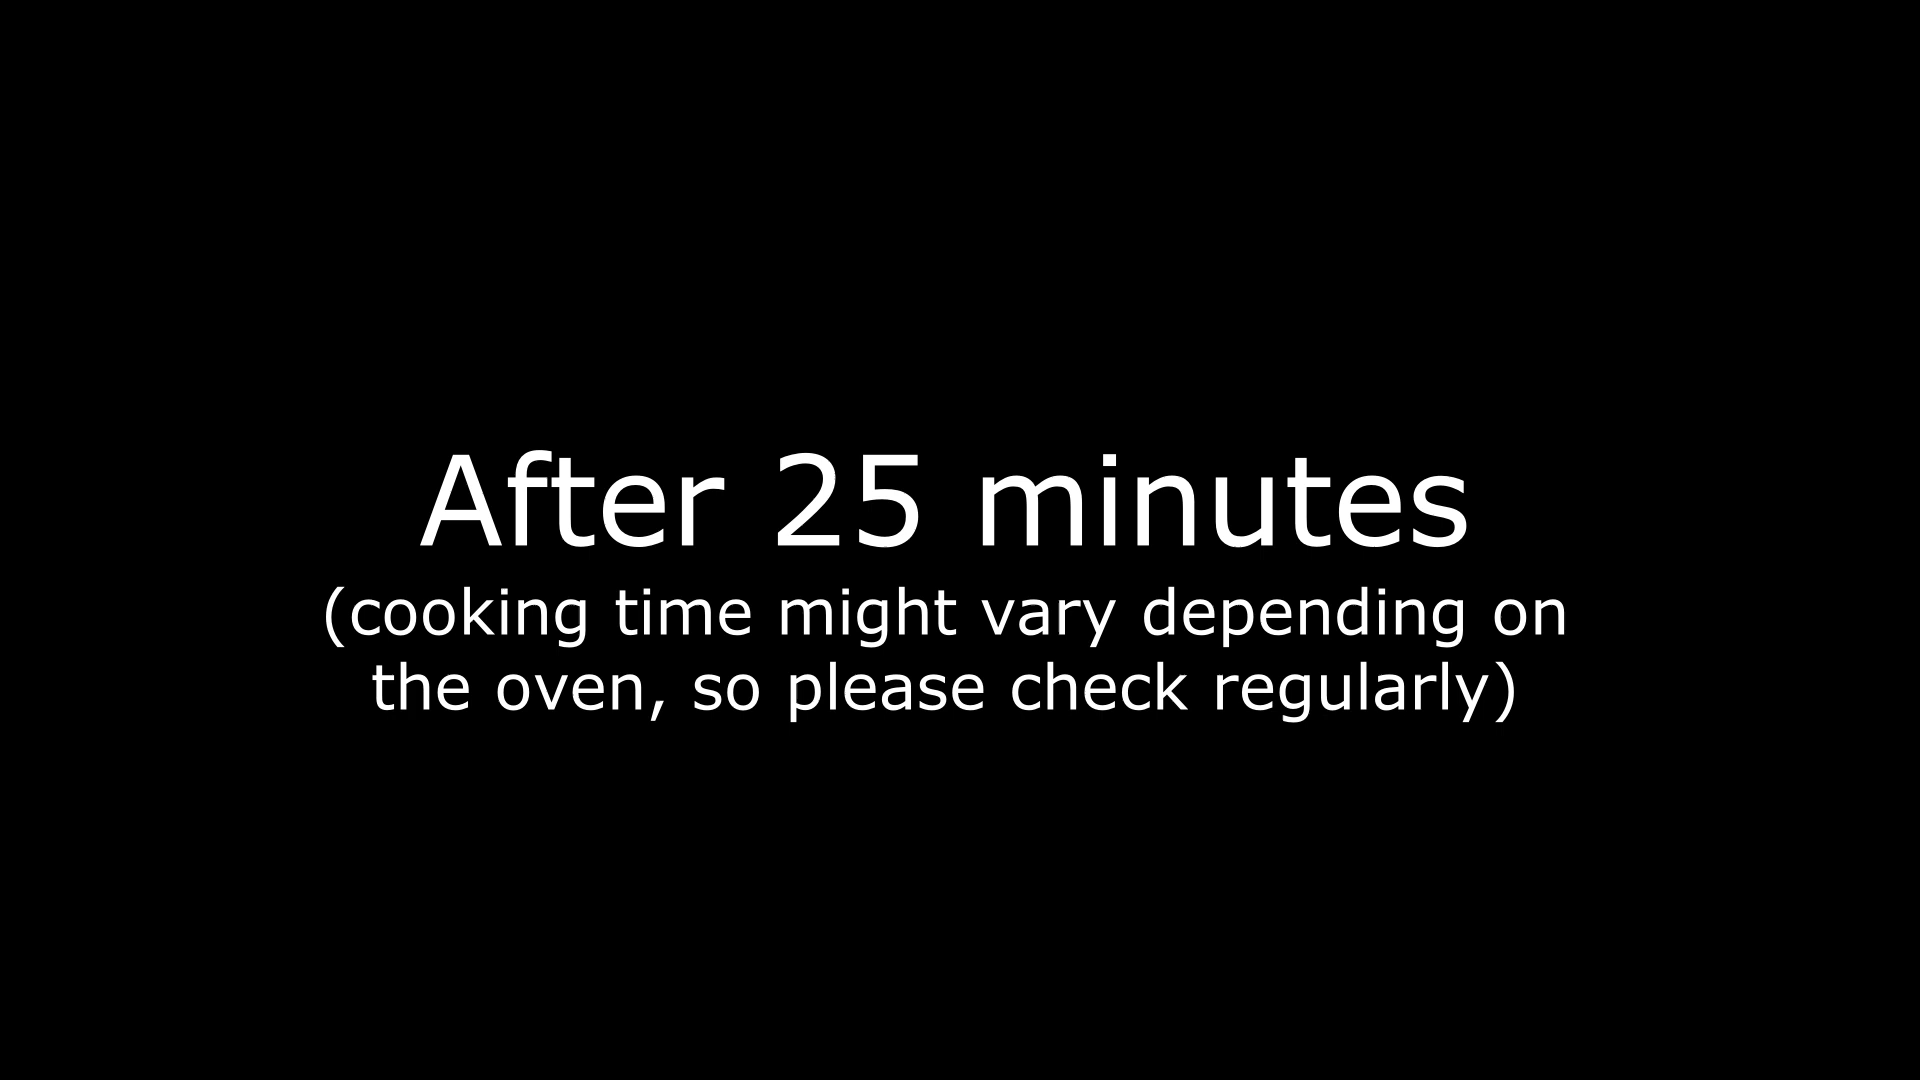 After 25 minutes
(cooking time might vary depending on
the oven, so please check regularly)